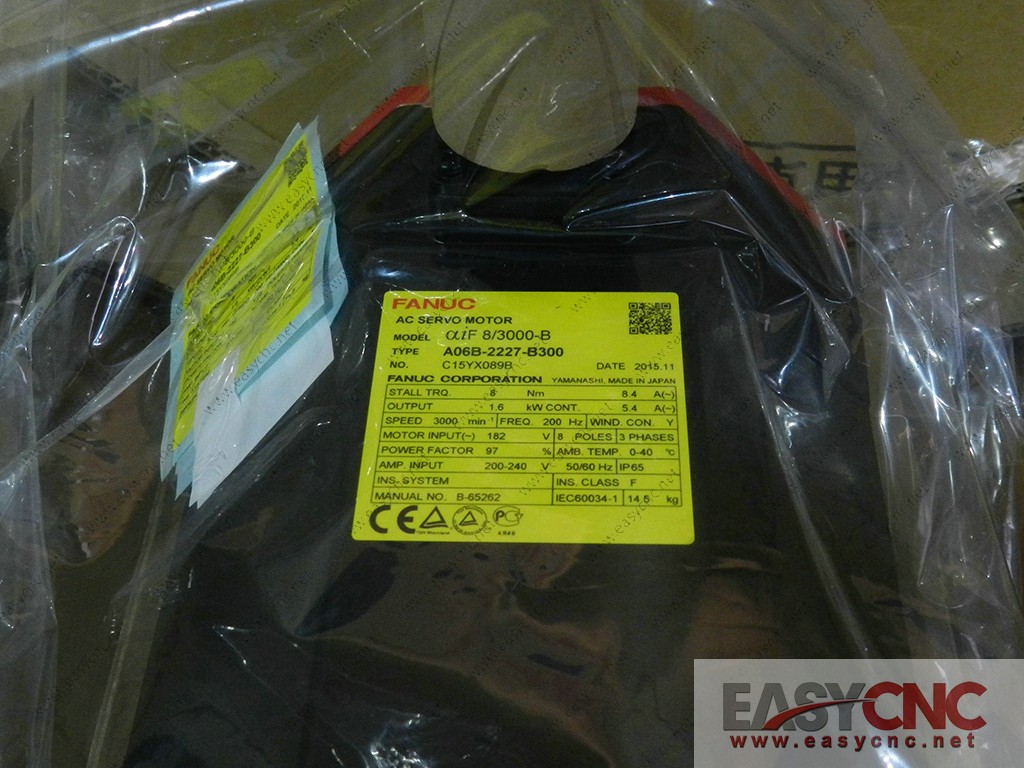 FANUC
AC SERVO MOTOR
MODEL αiF 8/3000-B
TYPE A06B-2227-B300
NO. C15YX089B DATE 2015.11
FANUC CORPORATION YAMANASHI, MADE IN JAPAN
STALL TRQ. 8 Nm 8.4 A(~)
OUTPUT 1.6 kW CONT. 5.4 A(~)
SPEED 3000 min⁻¹ FREQ. 200 Hz WIND. CON. Y
MOTOR INPUT(~) 182 V 8 POLES 3 PHASES
POWER FACTOR 97 % AMB. TEMP. 0-40 ℃
AMP. INPUT 200-240 V 50/60 Hz IP65
INS. SYSTEM INS. CLASS F
MANUAL NO. B-65262 IEC60034-1 14.5 kg
CE
FANUC
2227-B300
EASYCNC
www.easycnc.net